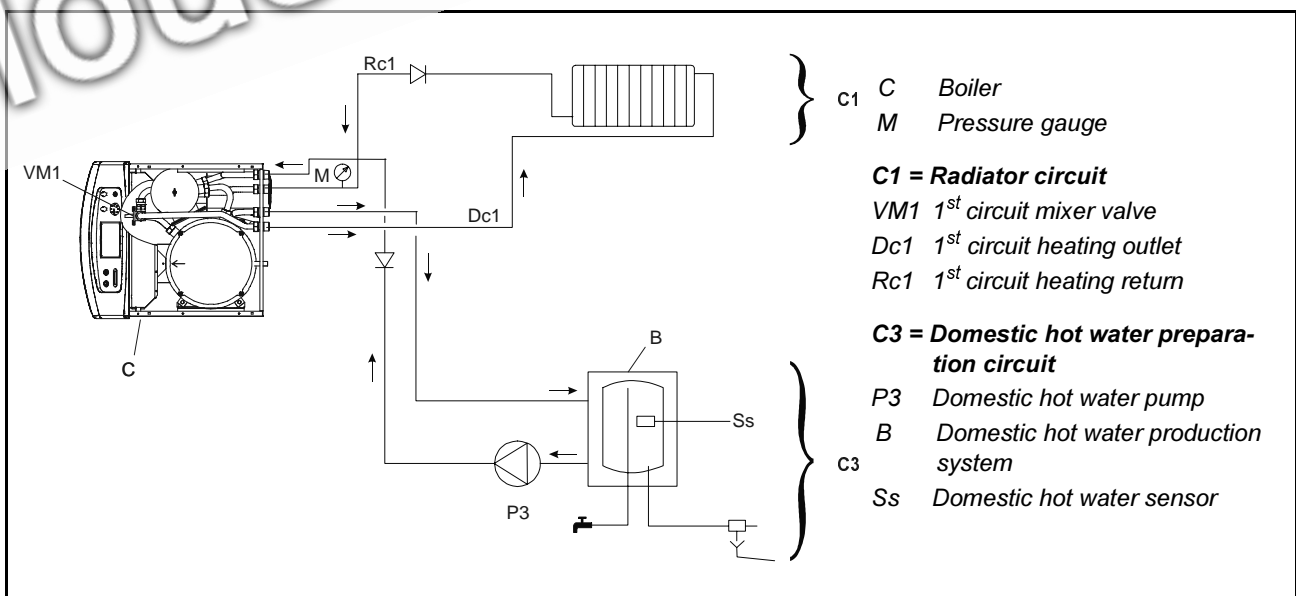 Rc1
C1
C Boiler
M Pressure gauge
VM1
M
C1 = Radiator circuit
VM1 1st circuit mixer valve
Dc1
Dc1 1st circuit heating outlet
Rc1 1st circuit heating return
C3 = Domestic hot water prepara-
tion circuit
B
C
P3 Domestic hot water pump
Ss
B Domestic hot water production
system
C3
Ss Domestic hot water sensor
P3